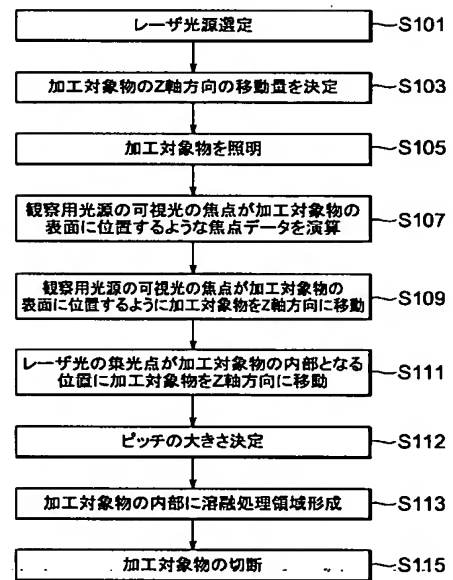 レーザ光源選定
S101
加工対象物のZ軸方向の移動量を決定
S103
加工対象物を照明
S105
観察用光源の可視光の焦点が加工対象物の
表面に位置するような焦点データを演算
S107
観察用光源の可視光の焦点が加工対象物の
表面に位置するように加工対象物をZ軸方向に移動
S109
レーザ光の集光点が加工対象物の内部となる
位置に加工対象物をZ軸方向に移動
S111
ピッチの大きさ決定
S112
加工対象物の内部に溶融処理領域形成
S113
加工対象物の切断
S115